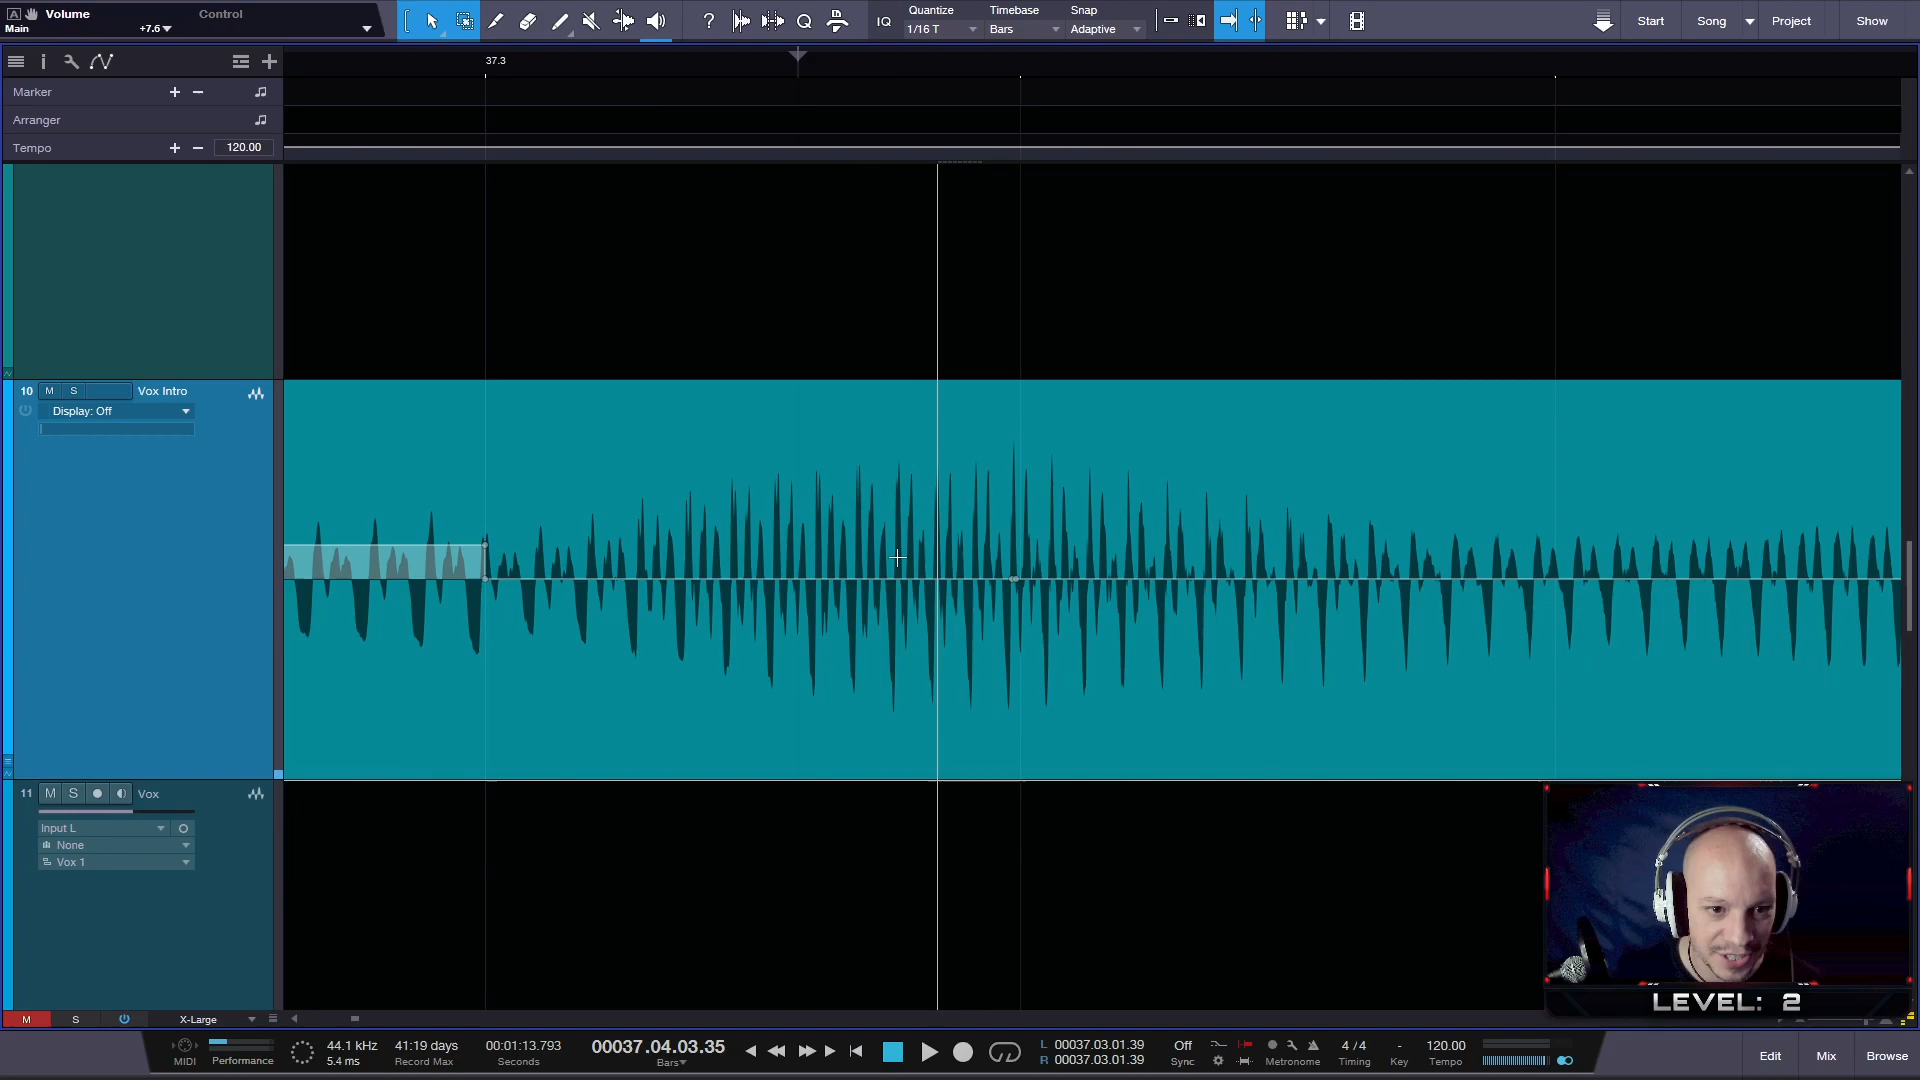 Volume
Control
Main
+7.6
IQ
Quantize
Timebase
Snap
1/16 T
Bars
Adaptive
Start
Song
Project
Show
37.3
Marker
Arranger
Tempo
120.00
10
M
S
Vox Intro
Display: Off
11
M
S
Vox
Input L
None
Vox 1
LEVEL: 2
M
S
X-Large
MIDI
Performance
44.1 kHz
5.4 ms
41:19 days
Record Max
00:01:13.793
Seconds
00037.04.03.35
Bars
L 00037.03.01.39
R 00037.03.01.39
Off
Sync
Metronome
4 / 4
Timing
-
Key
120.00
Tempo
Edit
Mix
Browse